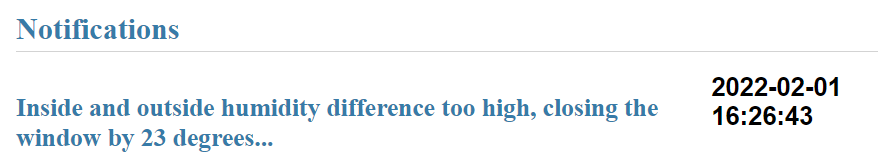 Notifications
Inside and outside humidity difference too high, closing the
window by 23 degrees...
2022-02-01
16:26:43